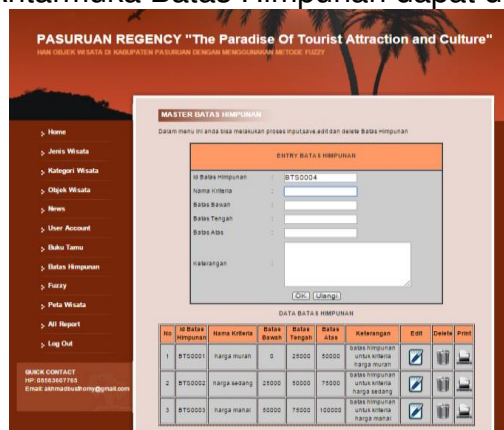 antarmuka Batas Himpunan dapat d
PASURUAN REGENCY "The Paradise Of Tourist Attraction and Culture"
HAN OBJEK WISATA DI KABUPATEN PASURUAN DENGAN MENGGUNAKAN METODE FUZZY
MASTER BATAS HIMPUNAN
Dalam menu ini anda bisa melakukan proses input,save,edit dan delete Batas Himpunan
Home
Jenis Wisata
Kategori Wisata
Objek Wisata
News
User Account
Buku Tamu
Batas Himpunan
Fuzzy
Peta Wisata
All Report
Log Out
QUICK CONTACT
ENTRY BATAS HIMPUNAN
Id Batas Himpunan : BTS0004
Nama Kriteria :
Batas Bawah :
Batas Tengah :
Batas Atas :
Keterangan :
OK Ulangi
DATA BATAS HIMPUNAN
No Id Batas Himpunan Nama Kriteria Batas Bawah Batas Tengah Batas Atas Keterangan Edit Delete Print
1 BTS0001 harga murah 0 25000 50000 batas himpunan untuk kriteria harga murah
2 BTS0002 harga sedang 25000 50000 75000 batas himpunan untuk kriteria harga sedang
3 BTS0003 harga mahal 50000 75000 100000 batas himpunan untuk kriteria harga mahal